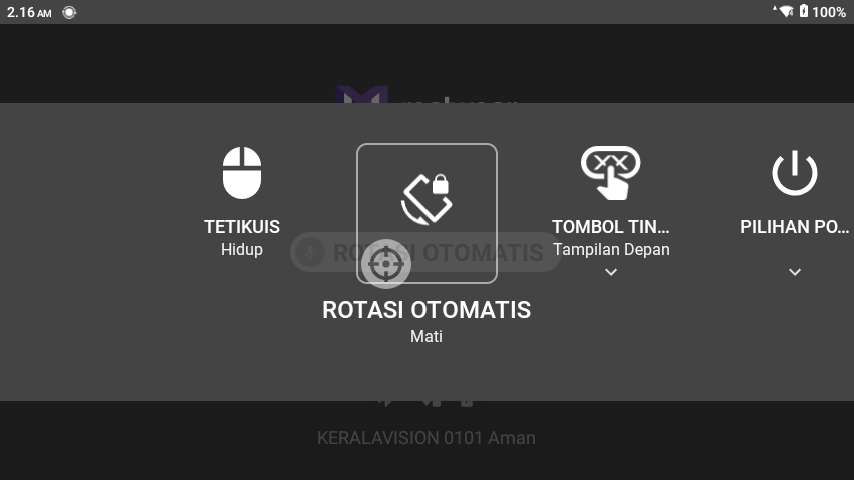 2.16 AM
100%
TETIKUIS
Hidup
TOMBOL TIN...
Tampilan Depan
PILIHAN PO...
ROTASI OTOMATIS
ROTASI OTOMATIS
Mati
KERALAVISION 0101 Aman